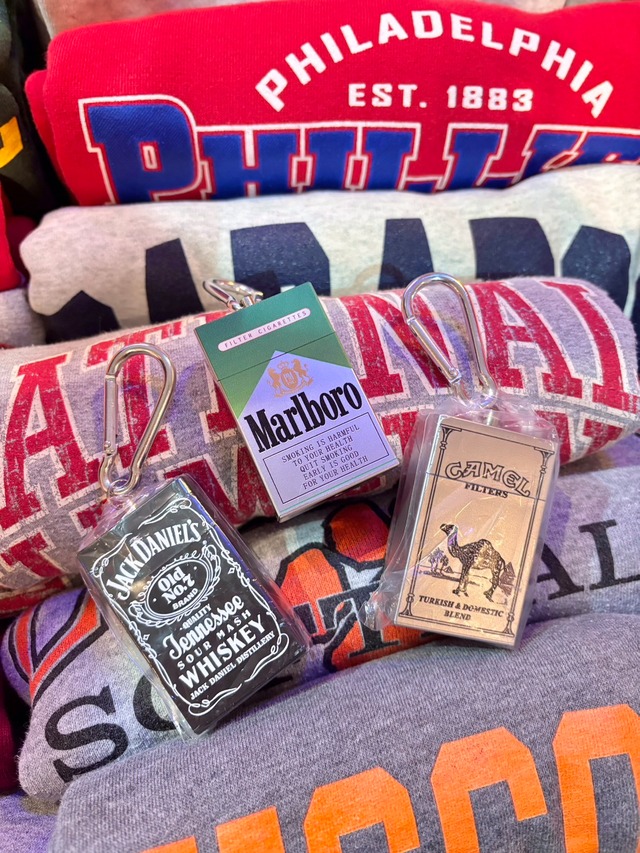 PHILADELPHIA
EST. 1883
FILTER CIGARETTES
Marlboro
SMOKING IS HARMFUL
TO YOUR HEALTH
QUIT SMOKING
EARLY IS GOOD
FOR YOUR HEALTH
CAMEL
FILTERS
TURKISH & DOMESTIC
BLEND
JACK DANIEL'S
Old
No.7
BRAND
QUALITY
Tennessee
SOUR MASH
WHISKEY
JACK DANIEL DISTILLERY